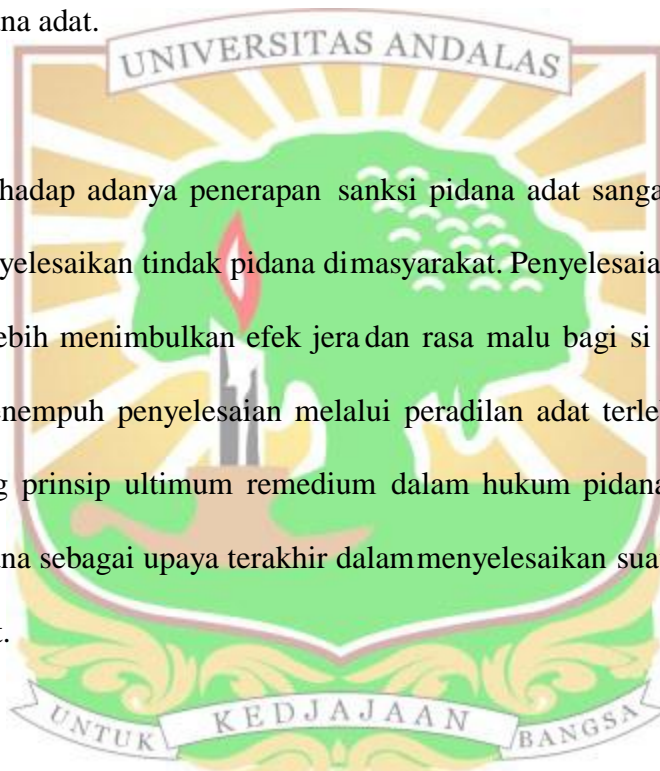 na adat.
UNIVERSITAS ANDALAS
hadap adanya penerapan sanksi pidana adat sanga
yelesaikan tindak pidana dimasyarakat. Penyelesaia
ebih menimbulkan efek jera dan rasa malu bagi si
enempuh penyelesaian melalui peradilan adat terle
g prinsip ultimum remedium dalam hukum pidana
na sebagai upaya terakhir dalam menyelesaikan sua
t.
UNTUK KEDJAJAAN BANGSA